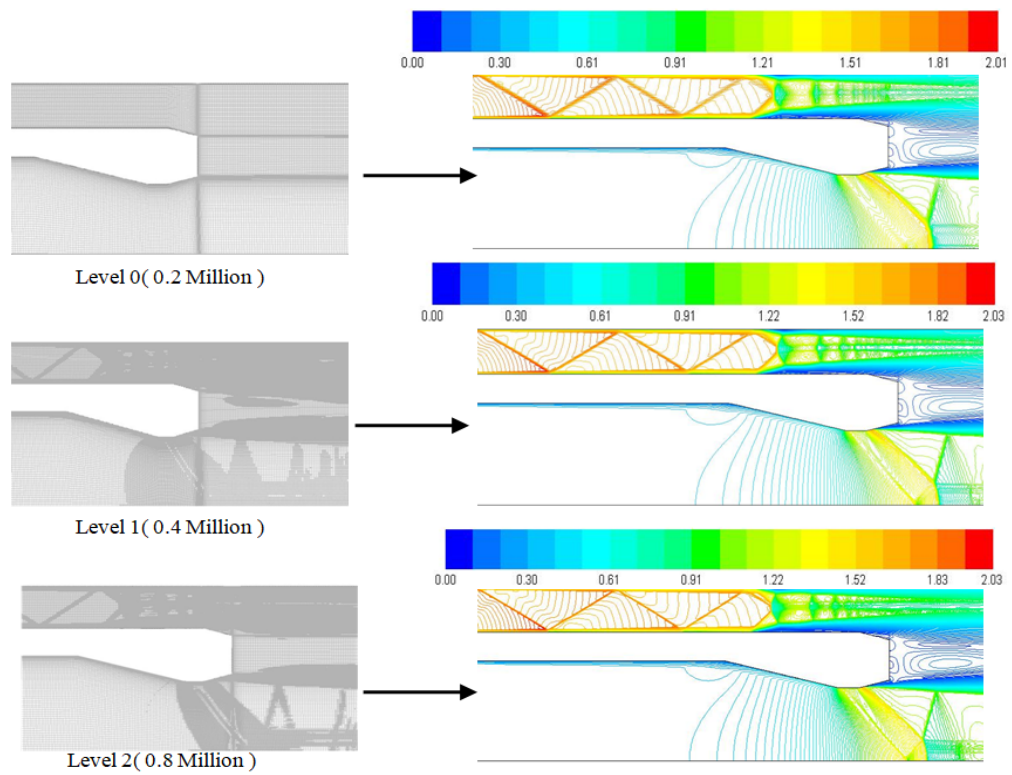 0.00 0.30 0.61 0.91 1.21 1.51 1.81 2.01
Level 0( 0.2 Million )
0.00 0.30 0.61 0.91 1.22 1.52 1.82 2.03
Level 1( 0.4 Million )
0.00 0.30 0.61 0.91 1.22 1.52 1.83 2.03
Level 2( 0.8 Million )